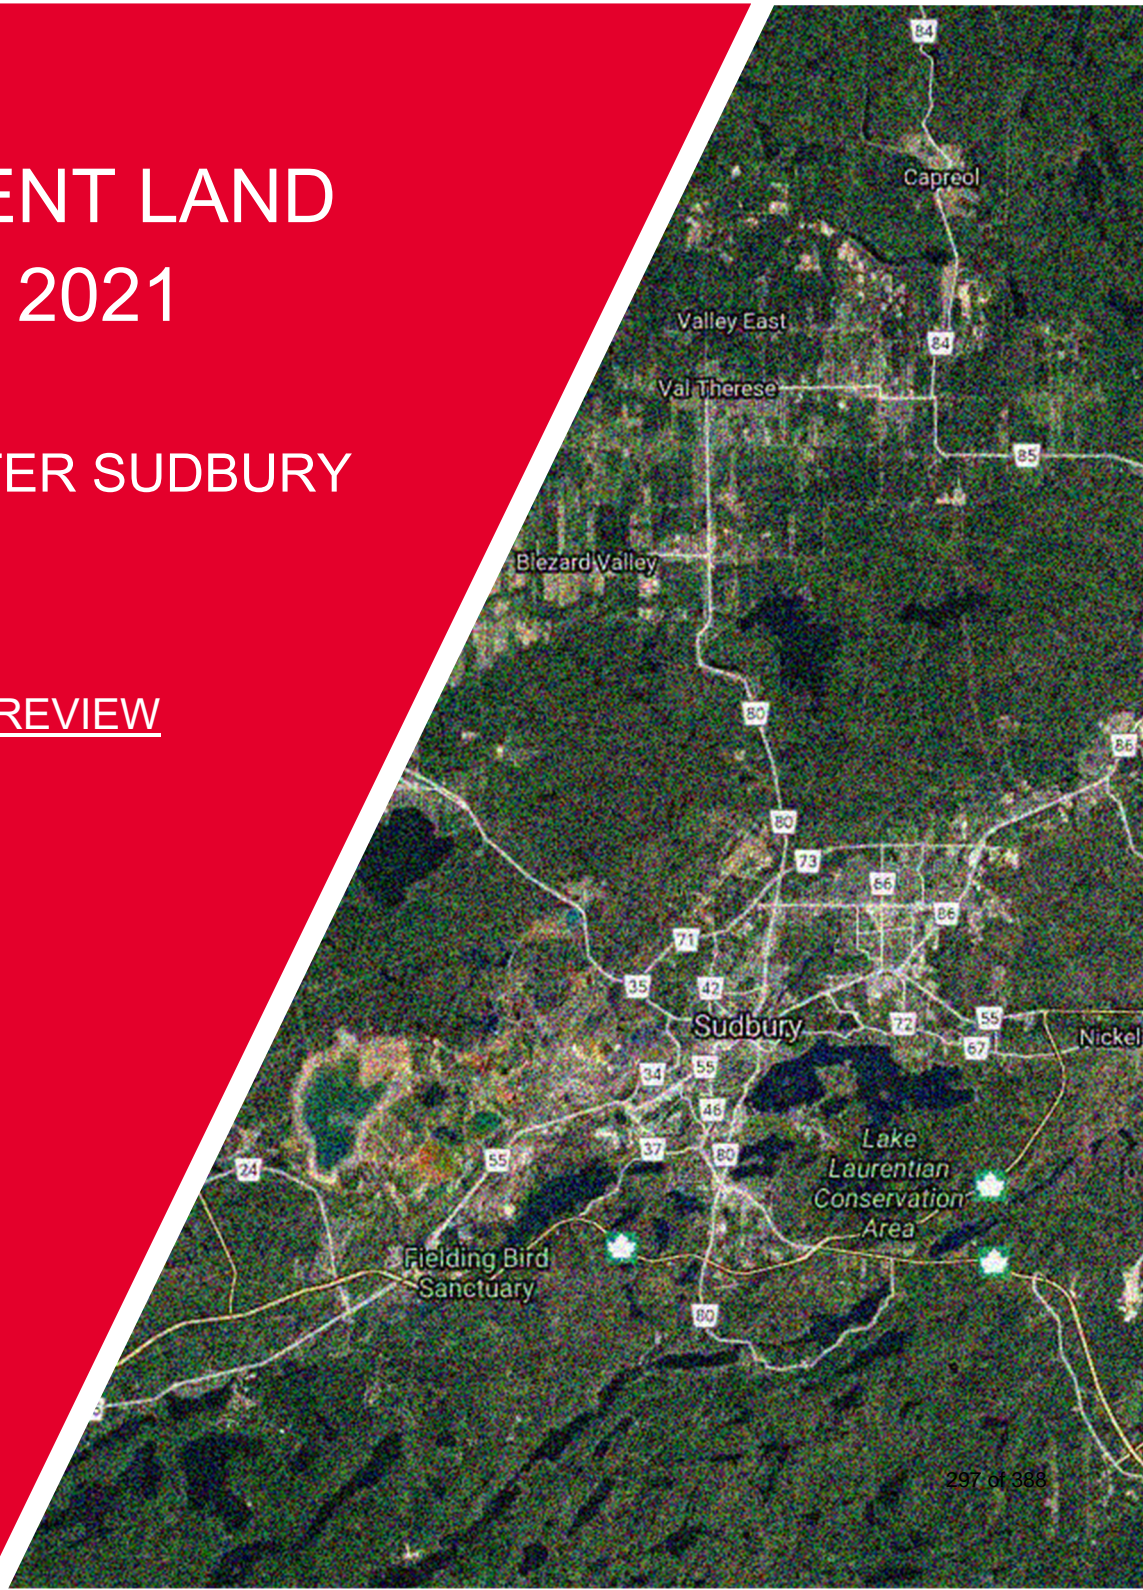 ENT LAND
2021
TER SUDBURY
REVIEW
84
Capreol
Valley East
84
Val Therese
85
Blezard Valley
80
86
80
73
66
86
71
35
42
Sudbury
72
55
67
Nickel
34
55
46
37
80
24
55
Lake
Laurentian
Conservation
Area
Fielding Bird
Sanctuary
80
297 of 388